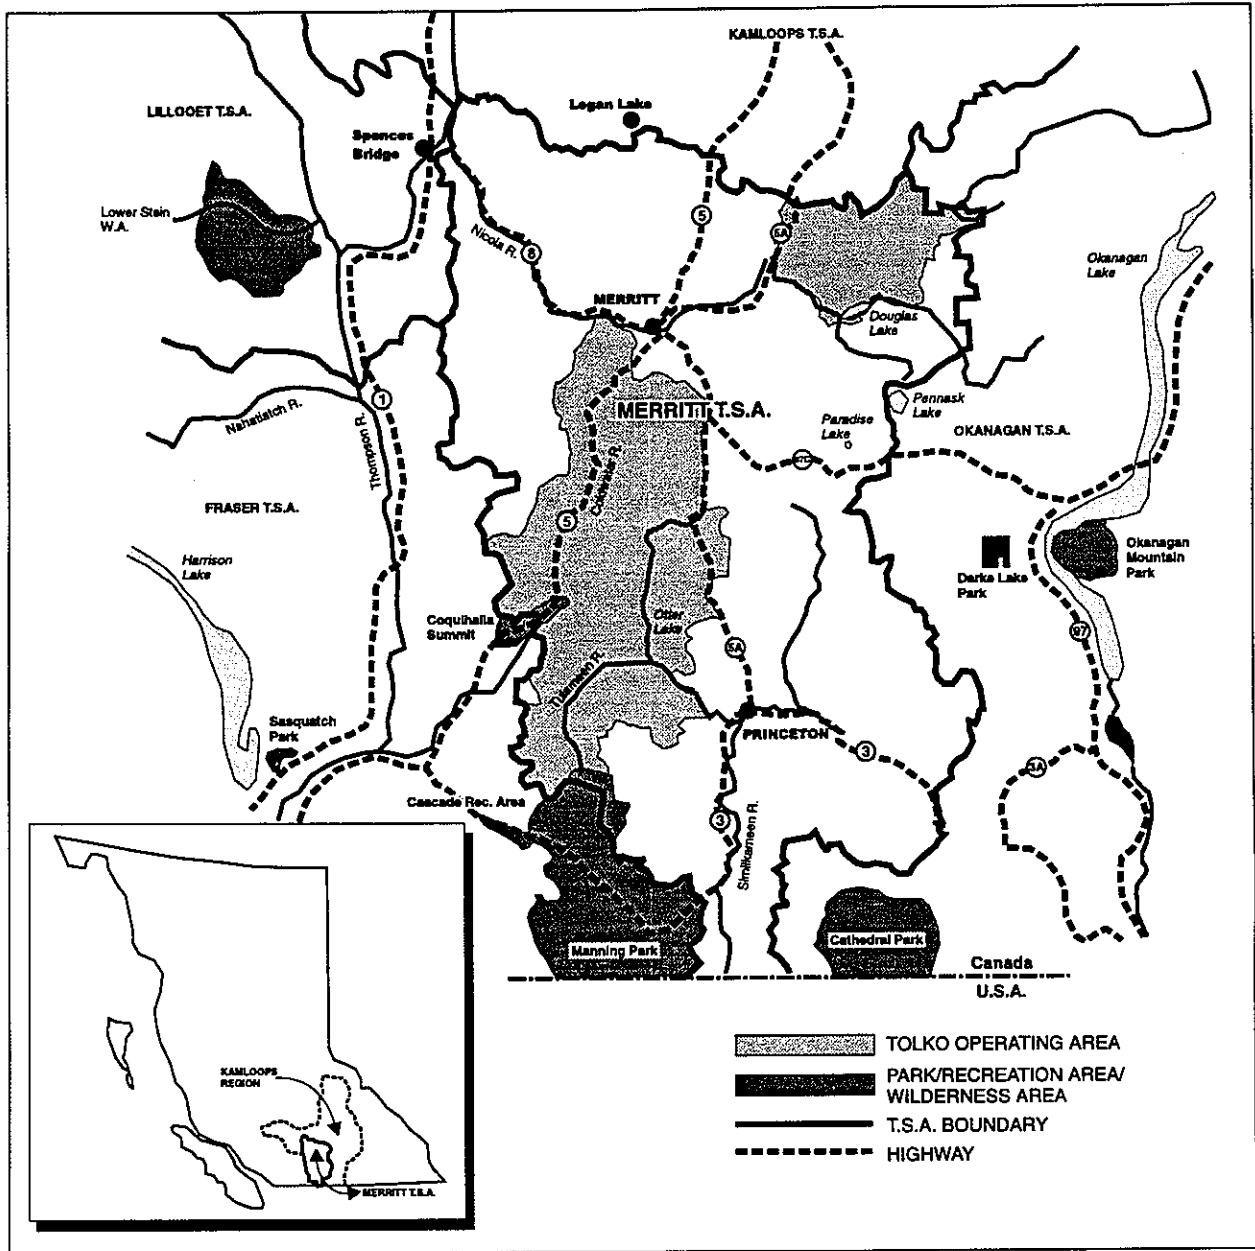 KAMLOOPS T.S.A.
LILLOOET T.S.A.
Logan Lake
Spences
Bridge
Lower Stein
W.A.
5
5A
Nicola R.
8
Okanagan
Lake
MERRITT
Douglas
Lake
1
Nahatlatch R.
Thompson R.
MERRITT T.S.A.
Pennask
Lake
Paradise
Lake
OKANAGAN T.S.A.
97C
Coldwater R.
FRASER T.S.A.
5
Harrison
Lake
Okanagan
Mountain
Park
Darke Lake
Park
Coquihalla
Summit
Otter
Lake
97
5A
Tulameen R.
Sasquatch
Park
PRINCETON
3
3A
Cascade Rec. Area
3
Similkameen R.
Manning Park
Cathedral Park
Canada
U.S.A.
TOLKO OPERATING AREA
PARK/RECREATION AREA/
WILDERNESS AREA
T.S.A. BOUNDARY
HIGHWAY
KAMLOOPS
REGION
MERRITT T.S.A.